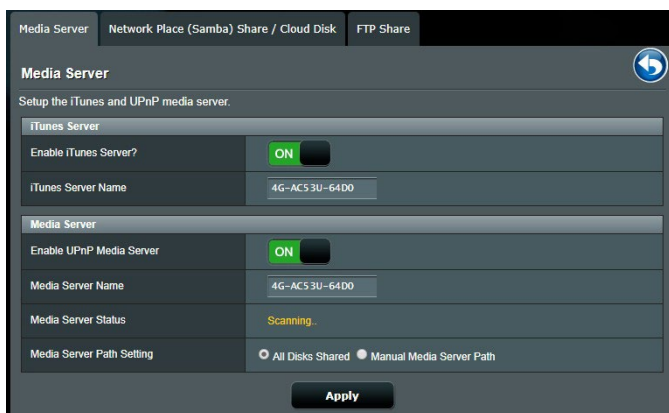 Media Server Network Place (Samba) Share / Cloud Disk FTP Share
Media Server
Setup the iTunes and UPnP media server.
iTunes Server
Enable iTunes Server? ON
iTunes Server Name 4G-AC53U-64D0
Media Server
Enable UPnP Media Server ON
Media Server Name 4G-AC53U-64D0
Media Server Status Scanning..
Media Server Path Setting All Disks Shared Manual Media Server Path
Apply